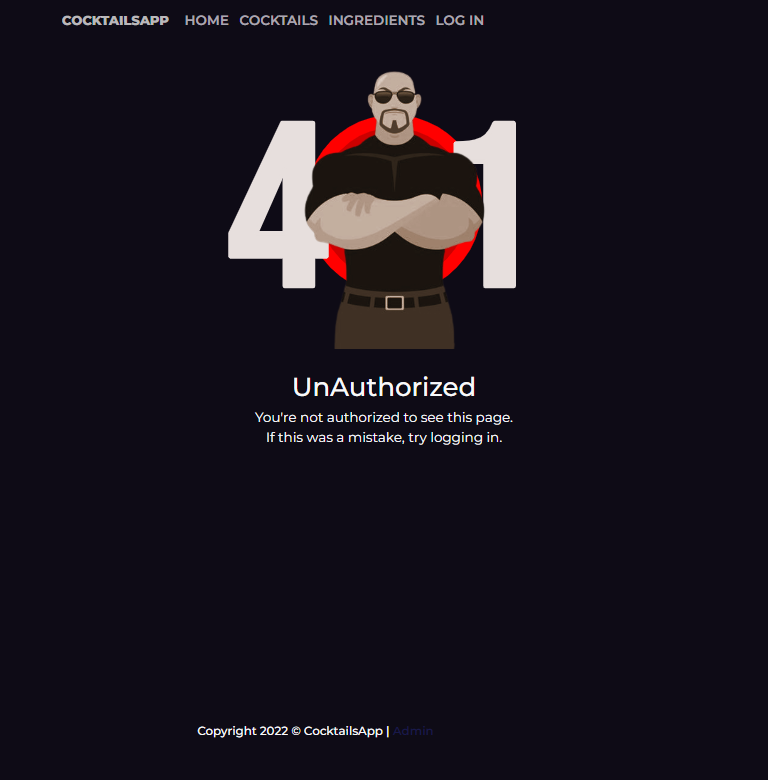 COCKTAILSAPP HOME COCKTAILS INGREDIENTS LOG IN
4 1
UnAuthorized
You're not authorized to see this page.
If this was a mistake, try logging in.
Copyright 2022 © CocktailsApp | Admin